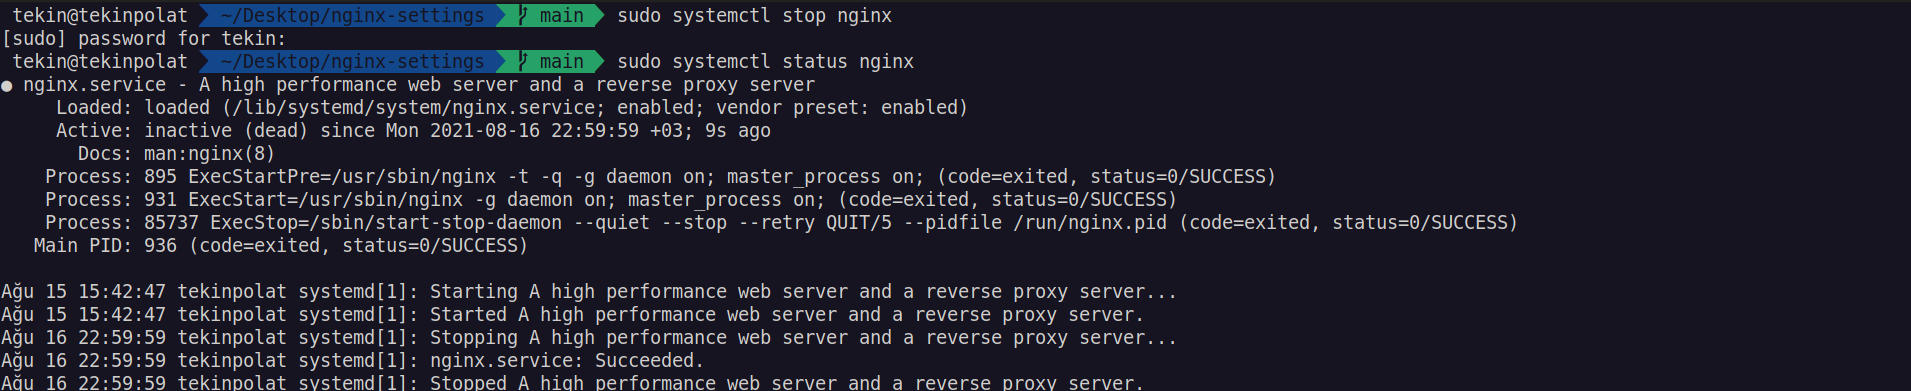 tekin@tekinpolat ~/Desktop/nginx-settings main sudo systemctl stop nginx
[sudo] password for tekin:
tekin@tekinpolat ~/Desktop/nginx-settings main sudo systemctl status nginx
● nginx.service - A high performance web server and a reverse proxy server
Loaded: loaded (/lib/systemd/system/nginx.service; enabled; vendor preset: enabled)
Active: inactive (dead) since Mon 2021-08-16 22:59:59 +03; 9s ago
Docs: man:nginx(8)
Process: 895 ExecStartPre=/usr/sbin/nginx -t -q -g daemon on; master_process on; (code=exited, status=0/SUCCESS)
Process: 931 ExecStart=/usr/sbin/nginx -g daemon on; master_process on; (code=exited, status=0/SUCCESS)
Process: 85737 ExecStop=/sbin/start-stop-daemon --quiet --stop --retry QUIT/5 --pidfile /run/nginx.pid (code=exited, status=0/SUCCESS)
Main PID: 936 (code=exited, status=0/SUCCESS)
Ağu 15 15:42:47 tekinpolat systemd[1]: Starting A high performance web server and a reverse proxy server...
Ağu 15 15:42:47 tekinpolat systemd[1]: Started A high performance web server and a reverse proxy server.
Ağu 16 22:59:59 tekinpolat systemd[1]: Stopping A high performance web server and a reverse proxy server...
Ağu 16 22:59:59 tekinpolat systemd[1]: nginx.service: Succeeded.
Ağu 16 22:59:59 tekinpolat systemd[1]: Stopped A high performance web server and a reverse proxy server.